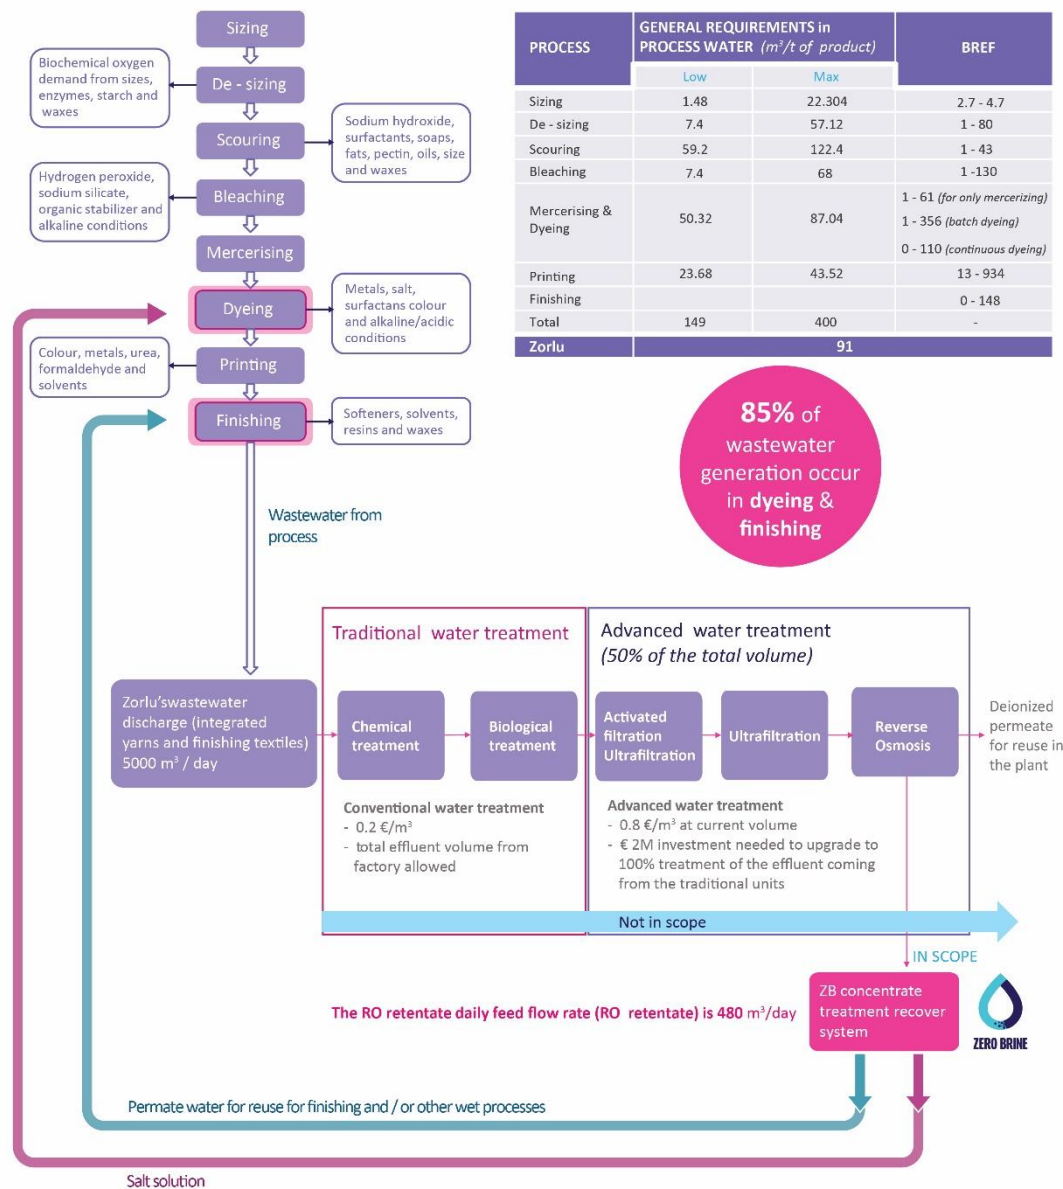 Sizing
Biochemical oxygen
demand from sizes,
enzymes, starch and
waxes
De - sizing
Scouring
Sodium hydroxide,
surfactants, soaps,
fats, pectin, oils, size
and waxes
Hydrogen peroxide,
sodium silicate,
organic stabilizer and
alkaline conditions
Bleaching
Mercerising
Dyeing
Metals, salt,
surfactans colour
and alkaline/acidic
conditions
Colour, metals, urea,
formaldehyde and
solvents
Printing
Finishing
Softeners, solvents,
resins and waxes
PROCESS
GENERAL REQUIREMENTS in
PROCESS WATER (m³/t of product)
BREF
Low Max
Sizing 1.48 22.304 2.7 - 4.7
De - sizing 7.4 57.12 1 - 80
Scouring 59.2 122.4 1 - 43
Bleaching 7.4 68 1 -130
Mercerising &
Dyeing
50.32 87.04
1 - 61 (for only mercerizing)
1 - 356 (batch dyeing)
0 - 110 (continuous dyeing)
Printing 23.68 43.52 13 - 934
Finishing 0 - 148
Total 149 400 -
Zorlu 91
85% of
wastewater
generation occur
in dyeing &
finishing
Wastewater from
process
Traditional water treatment
Advanced water treatment
(50% of the total volume)
Zorlu'swastewater
discharge (integrated
yarns and finishing textiles)
5000 m³ / day
Chemical
treatment
Biological
treatment
Activated
filtration
Ultrafiltration
Ultrafiltration
Reverse
Osmosis
Deionized
permeate
for reuse in
the plant
Conventional water treatment
- 0.2 €/m³
- total effluent volume from
factory allowed
Advanced water treatment
- 0.8 €/m³ at current volume
- € 2M investment needed to upgrade to
100% treatment of the effluent coming
from the traditional units
Not in scope
IN SCOPE
The RO retentate daily feed flow rate (RO retentate) is 480 m³/day
ZB concentrate
treatment recover
system
ZERO BRINE
Permate water for reuse for finishing and / or other wet processes
Salt solution